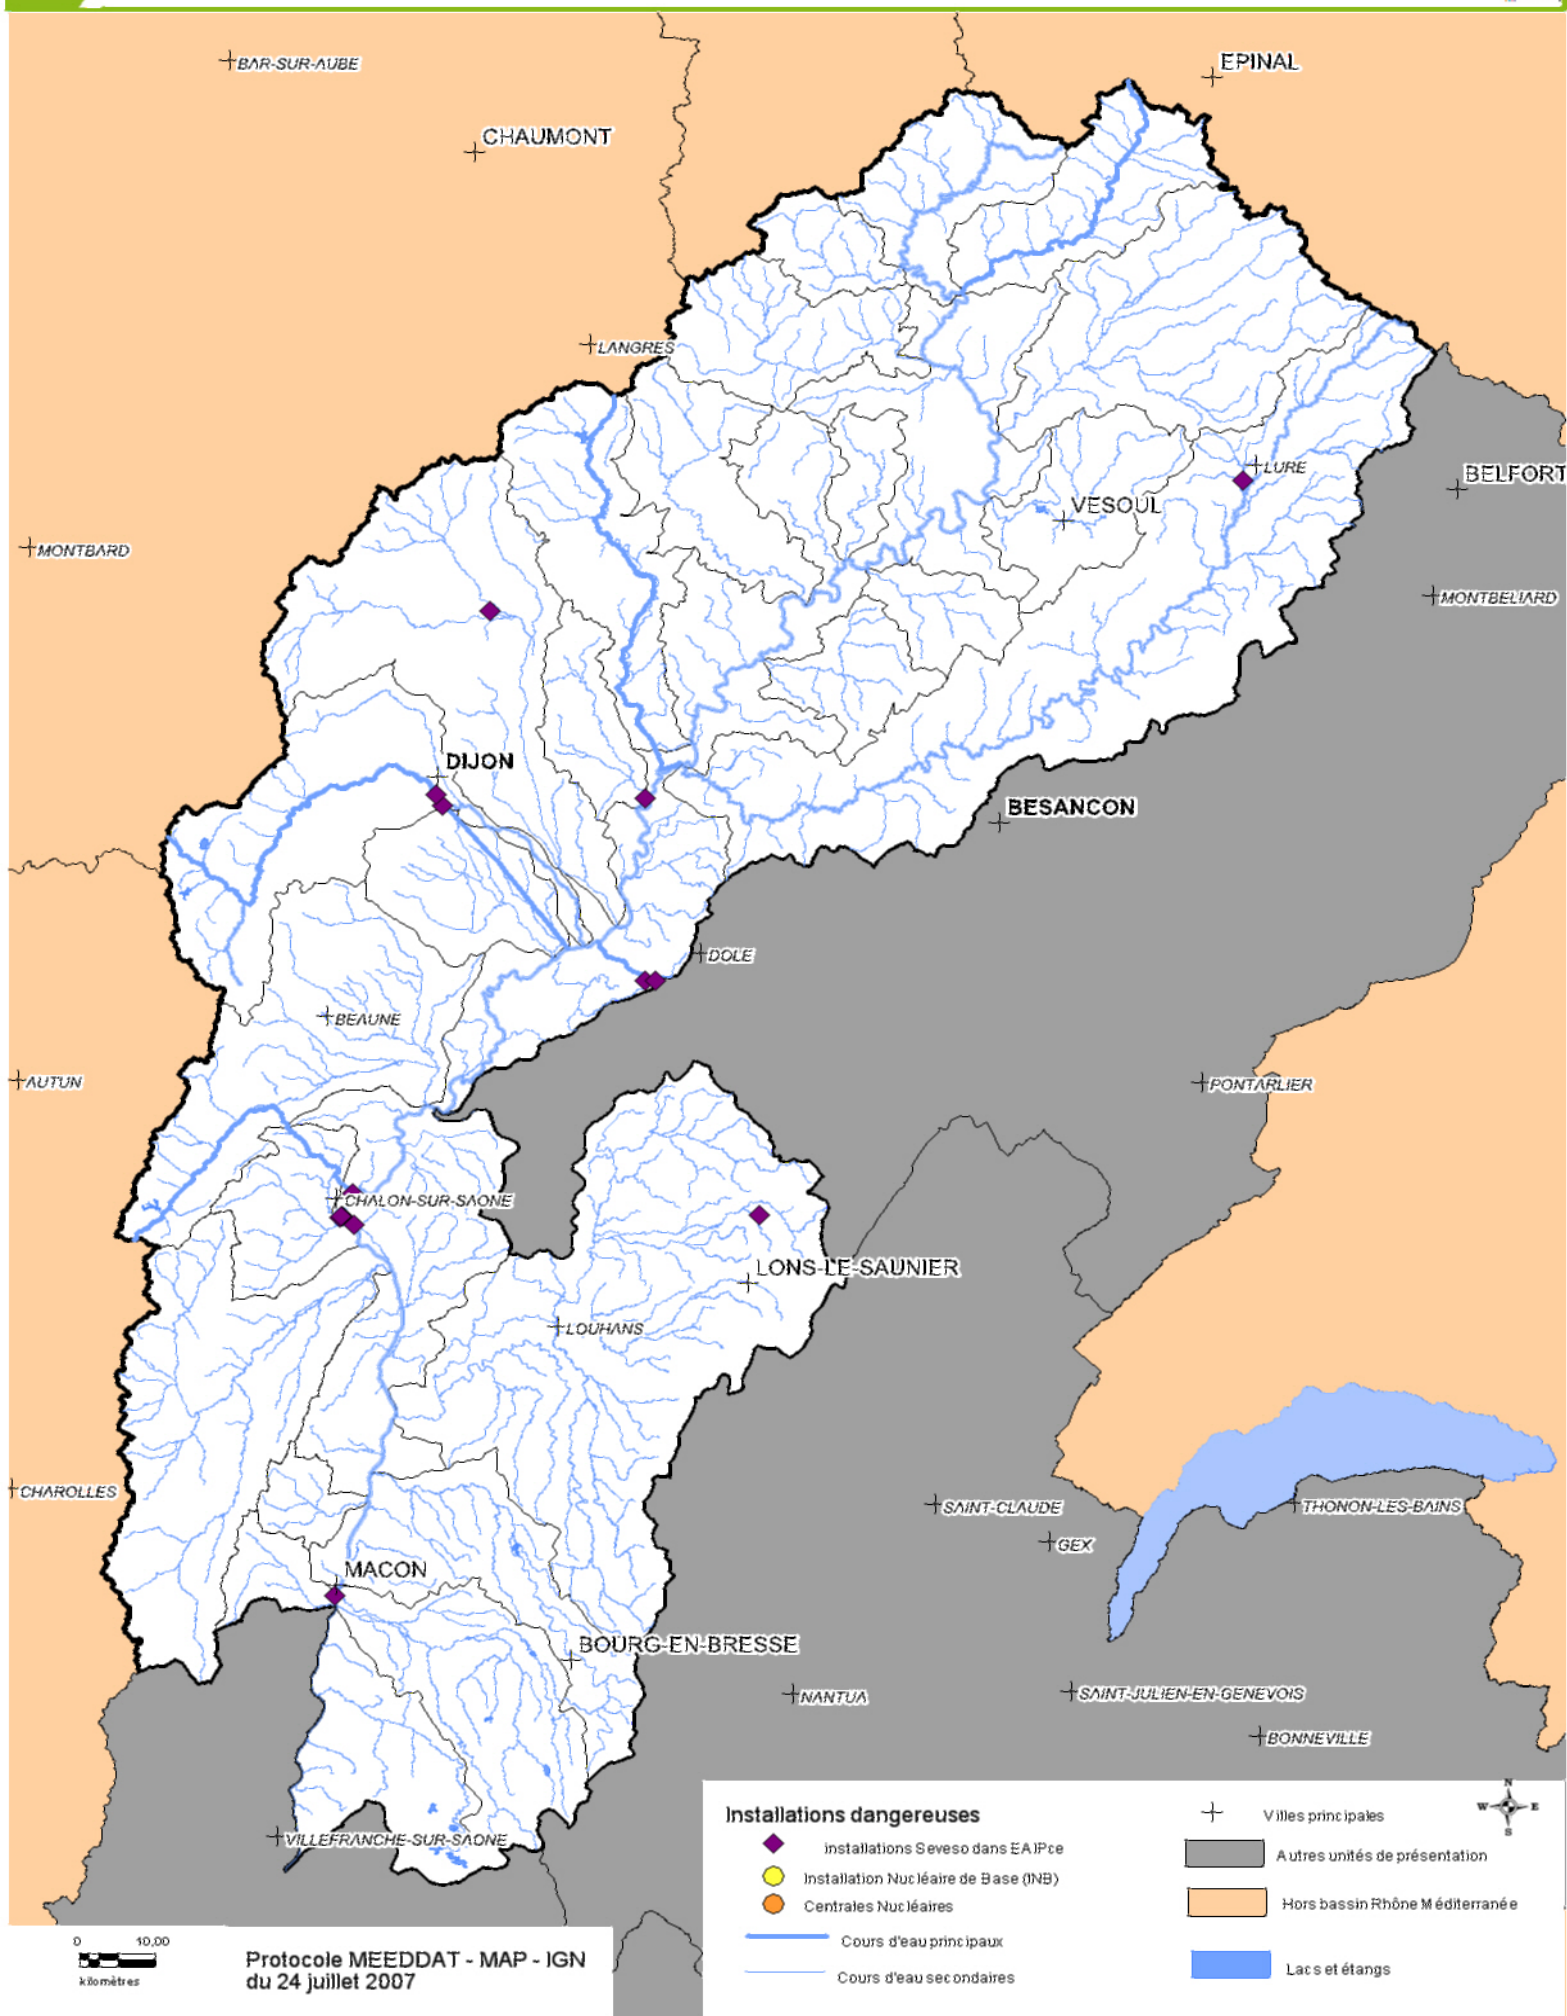 EPINAL
BAR-SUR-AUBE
CHAUMONT
LANGRES
LURE
BELFORT
VESOUL
MONTBARD
MONTBELIARD
DIJON
BESANCON
DOLE
BEAUNE
AUTUN
PONTARLIER
CHALON-SUR-SAONE
LONS-LE-SAUNIER
LOUHANS
CHAROLLES
SAINT-CLAUDE
THONON-LES-BAINS
GEX
MACON
BOURG-EN-BRESSE
NANTUA
SAINT-JULIEN-EN-GENEVOIS
BONNEVILLE
VILLEFRANCHE-SUR-SAONE
Installations dangereuses
installations Seveso dans EAIPce
Installation Nucléaire de Base (INB)
Centrales Nucléaires
Cours d'eau principaux
Cours d'eau secondaires
Villes principales
Autres unités de présentation
Hors bassin Rhône Méditerranée
Lacs et étangs
N
W E
S
0 10,00
kilomètres
Protocole MEEDDAT - MAP - IGN
du 24 juillet 2007